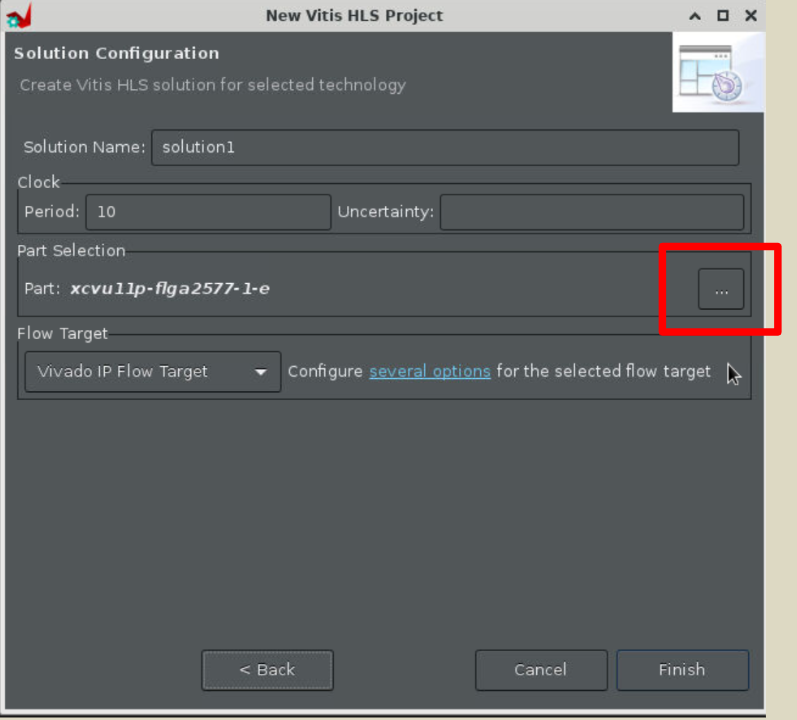 New Vitis HLS Project
Solution Configuration
Create Vitis HLS solution for selected technology
Solution Name: solution1
Clock
Period: 10 Uncertainty:
Part Selection
Part: xcvu11p-flga2577-1-e ...
Flow Target
Vivado IP Flow Target Configure several options for the selected flow target
< Back Cancel Finish